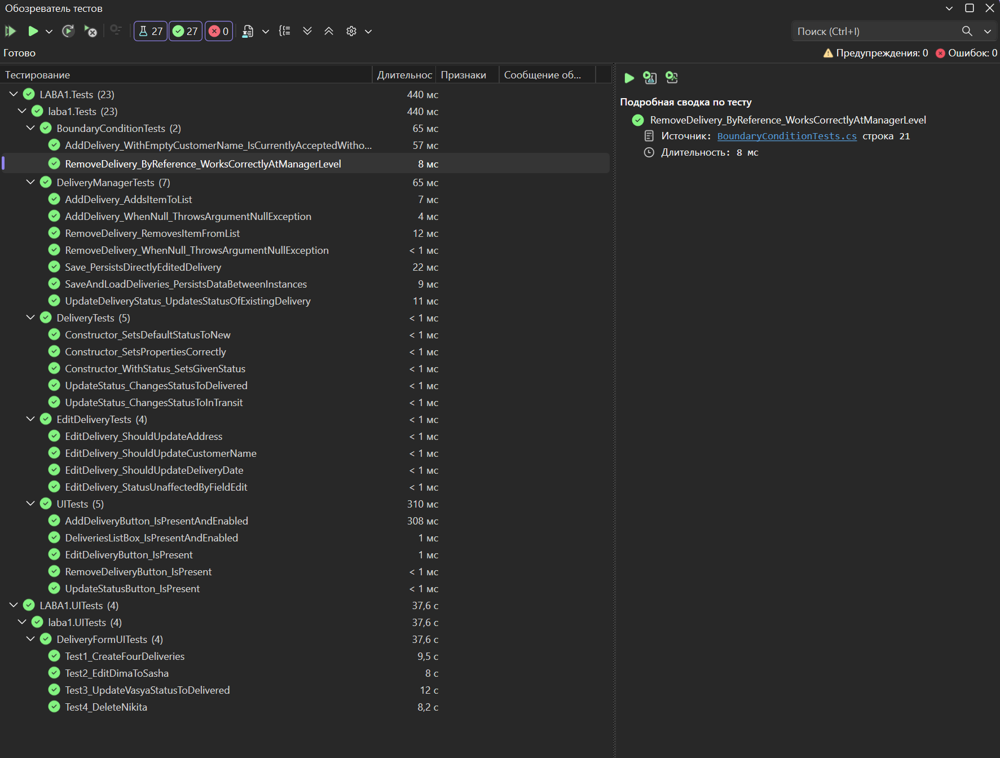 Обозреватель тестов
27 27 0
Поиск (Ctrl+I)
Готово
Предупреждения: 0 Ошибок: 0
Тестирование Длительнос Признаки Сообщение об...
LABA1.Tests (23) 440 мс
laba1.Tests (23) 440 мс
BoundaryConditionTests (2) 65 мс
AddDelivery_WithEmptyCustomerName_IsCurrentlyAcceptedWitho... 57 мс
RemoveDelivery_ByReference_WorksCorrectlyAtManagerLevel 8 мс
DeliveryManagerTests (7) 65 мс
AddDelivery_AddsItemToList 7 мс
AddDelivery_WhenNull_ThrowsArgumentNullException 4 мс
RemoveDelivery_RemovesItemFromList 12 мс
RemoveDelivery_WhenNull_ThrowsArgumentNullException < 1 мс
Save_PersistsDirectlyEditedDelivery 22 мс
SaveAndLoadDeliveries_PersistsDataBetweenInstances 9 мс
UpdateDeliveryStatus_UpdatesStatusOfExistingDelivery 11 мс
DeliveryTests (5) < 1 мс
Constructor_SetsDefaultStatusToNew < 1 мс
Constructor_SetsPropertiesCorrectly < 1 мс
Constructor_WithStatus_SetsGivenStatus < 1 мс
UpdateStatus_ChangesStatusToDelivered < 1 мс
UpdateStatus_ChangesStatusToInTransit < 1 мс
EditDeliveryTests (4) < 1 мс
EditDelivery_ShouldUpdateAddress < 1 мс
EditDelivery_ShouldUpdateCustomerName < 1 мс
EditDelivery_ShouldUpdateDeliveryDate < 1 мс
EditDelivery_StatusUnaffectedByFieldEdit < 1 мс
UITests (5) 310 мс
AddDeliveryButton_IsPresentAndEnabled 308 мс
DeliveriesListBox_IsPresentAndEnabled 1 мс
EditDeliveryButton_IsPresent 1 мс
RemoveDeliveryButton_IsPresent < 1 мс
UpdateStatusButton_IsPresent < 1 мс
LABA1.UITests (4) 37,6 с
laba1.UITests (4) 37,6 с
DeliveryFormUITests (4) 37,6 с
Test1_CreateFourDeliveries 9,5 с
Test2_EditDimaToSasha 8 с
Test3_UpdateVasyaStatusToDelivered 12 с
Test4_DeleteNikita 8,2 с
Подробная сводка по тесту
RemoveDelivery_ByReference_WorksCorrectlyAtManagerLevel
Источник: BoundaryConditionTests.cs строка 21
Длительность: 8 мс